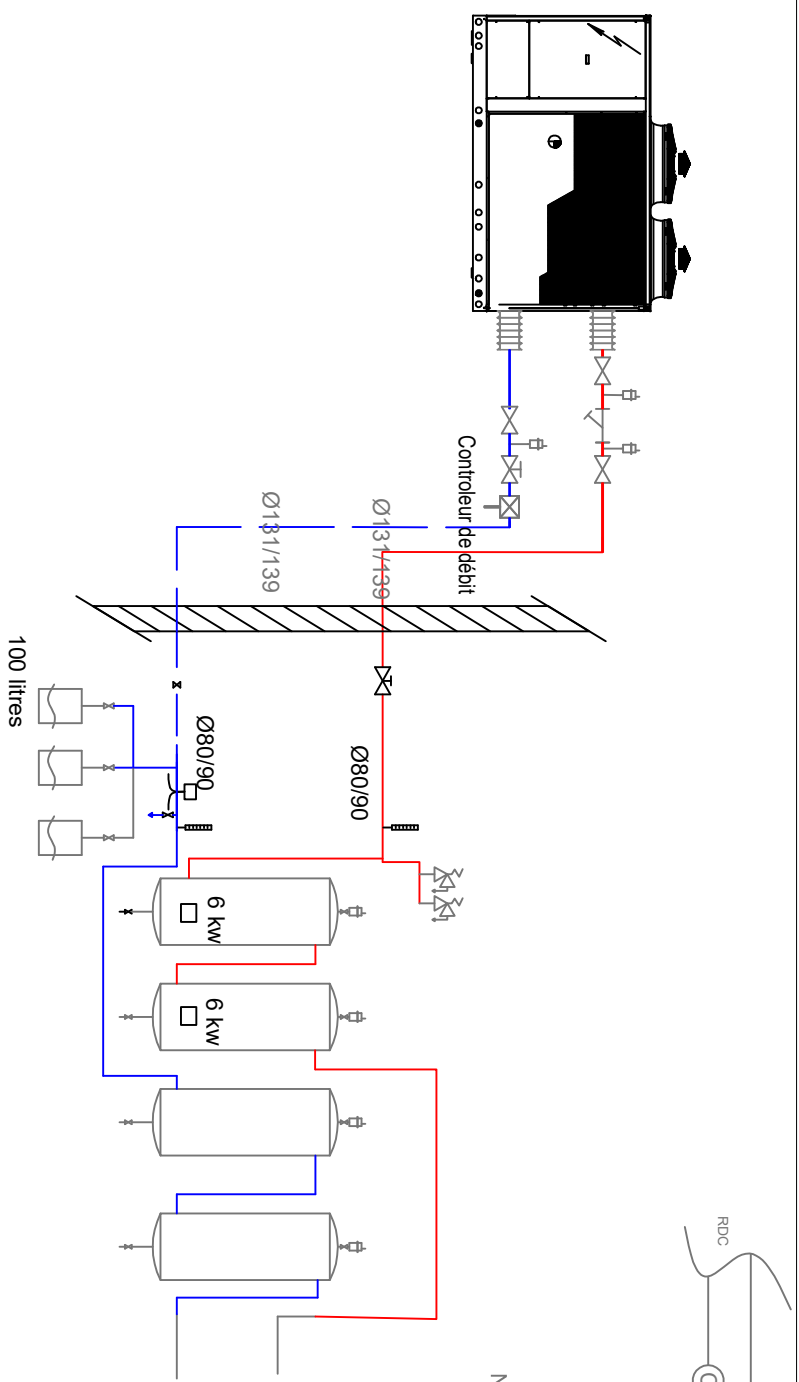 RDC
Controleur de débit
Ø131/139
Ø131/139
Ø80/90
Ø80/90
100 litres
6 kw
6 kw